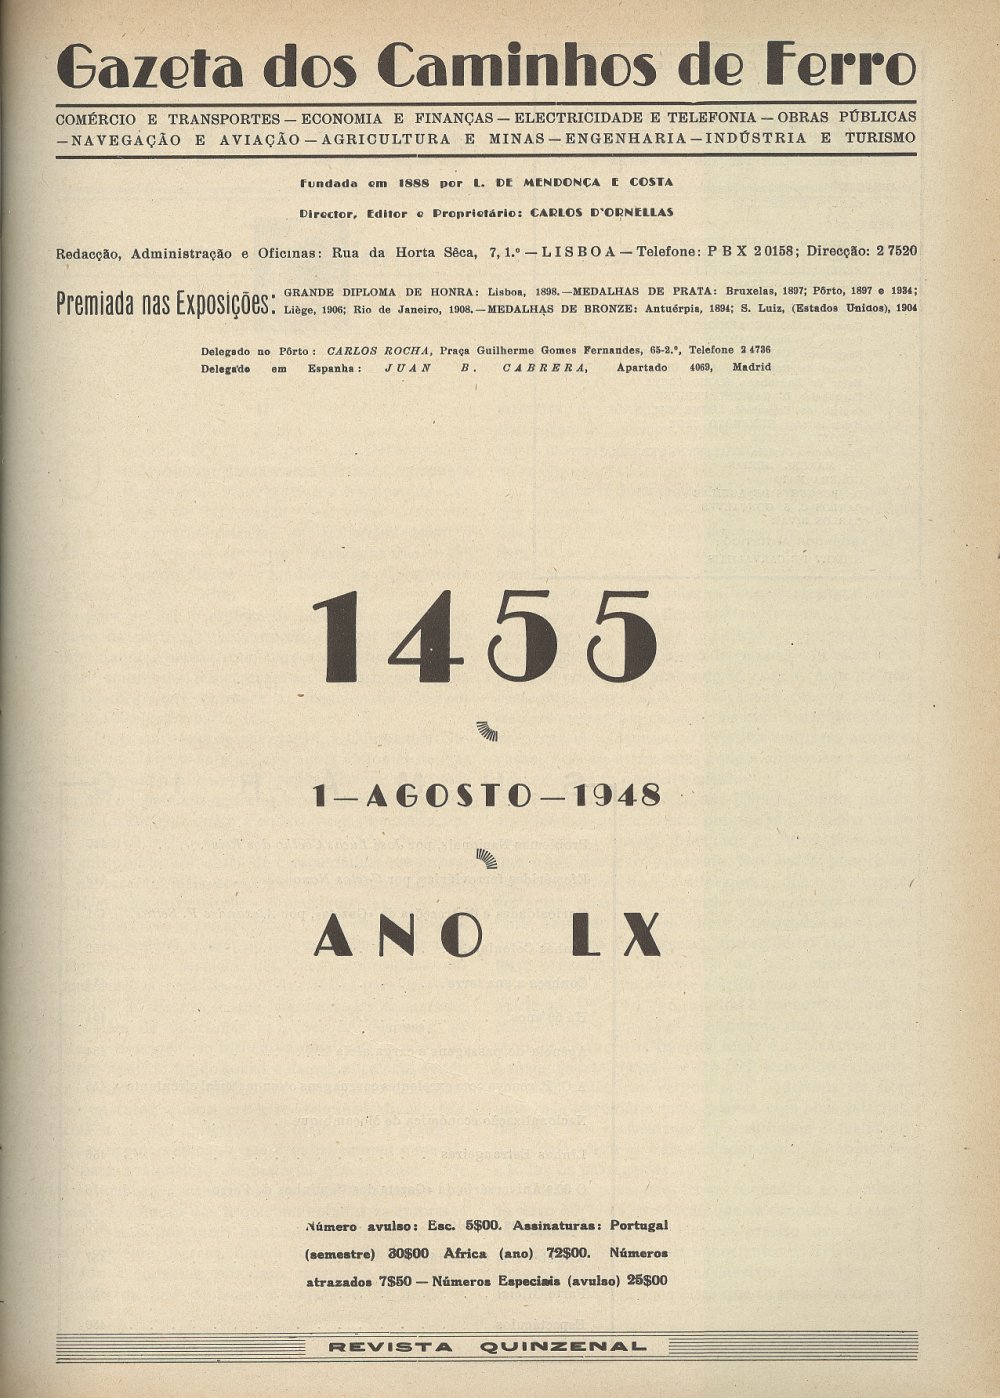 Gazeta dos Caminhos de Ferro
COMÉRCIO E TRANSPORTES — ECONOMIA E FINANÇAS — ELECTRICIDADE E TELEFONIA — OBRAS PÚBLICAS
— NAVEGAÇÃO E AVIAÇÃO — AGRICULTURA E MINAS — ENGENHARIA — INDÚSTRIA E TURISMO
Fundada em 1888 por L. DE MENDONÇA E COSTA
Director, Editor e Proprietário: CARLOS D'ORNELLAS
Redacção, Administração e Oficinas: Rua da Horta Sêca, 7, 1.º — LISBOA — Telefone: PBX 20158; Direcção: 27520
Premiada nas Exposições:
GRANDE DIPLOMA DE HONRA: Lisboa, 1898. — MEDALHAS DE PRATA: Bruxelas, 1897; Pôrto, 1897 e 1934;
Liège, 1906; Rio de Janeiro, 1908. — MEDALHAS DE BRONZE: Antuérpia, 1894; S. Luiz, (Estados Unidos), 1904
Delegado no Pôrto: CARLOS ROCHA, Praça Guilherme Gomes Fernandes, 65-2.º, Telefone 2 4736
Delegado em Espanha: JUAN B. CABRERA, Apartado 4069, Madrid
1455
1 — AGOSTO — 1948
ANO LX
Número avulso: Esc. 5$00. Assinaturas: Portugal
(semestre) 30$00 Africa (ano) 72$00. Números
atrazados 7$50 — Números Especiais (avulso) 25$00
REVISTA QUINZENAL